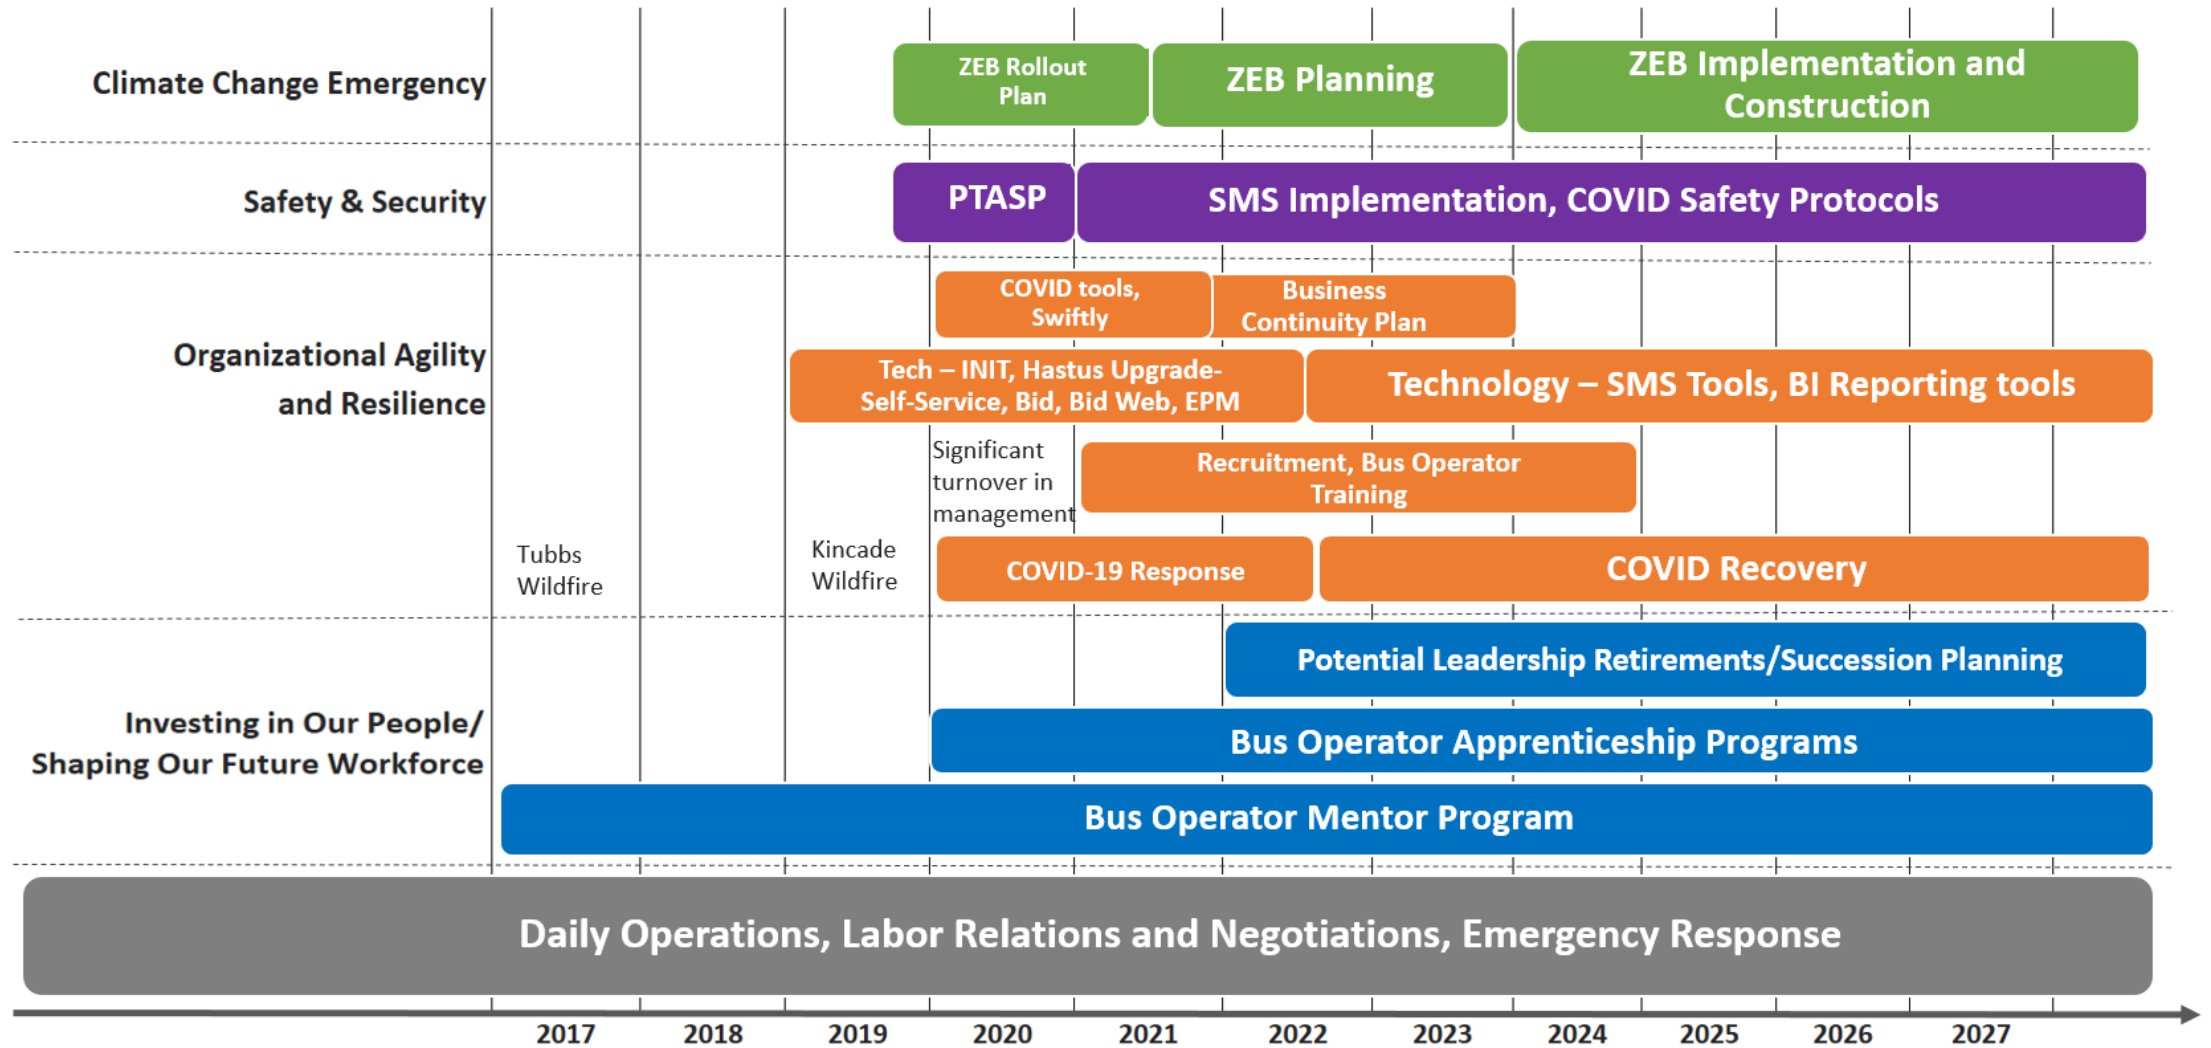 Climate Change Emergency
ZEB Rollout
Plan
ZEB Planning
ZEB Implementation and
Construction
Safety & Security
PTASP
SMS Implementation, COVID Safety Protocols
Organizational Agility
and Resilience
COVID tools,
Swiftly
Business
Continuity Plan
Tech – INIT, Hastus Upgrade-
Self-Service, Bid, Bid Web, EPM
Technology – SMS Tools, BI Reporting tools
Significant
turnover in
management
Recruitment, Bus Operator
Training
Tubbs
Wildfire
Kincade
Wildfire
COVID-19 Response
COVID Recovery
Investing in Our People/
Shaping Our Future Workforce
Potential Leadership Retirements/Succession Planning
Bus Operator Apprenticeship Programs
Bus Operator Mentor Program
Daily Operations, Labor Relations and Negotiations, Emergency Response
2017 2018 2019 2020 2021 2022 2023 2024 2025 2026 2027